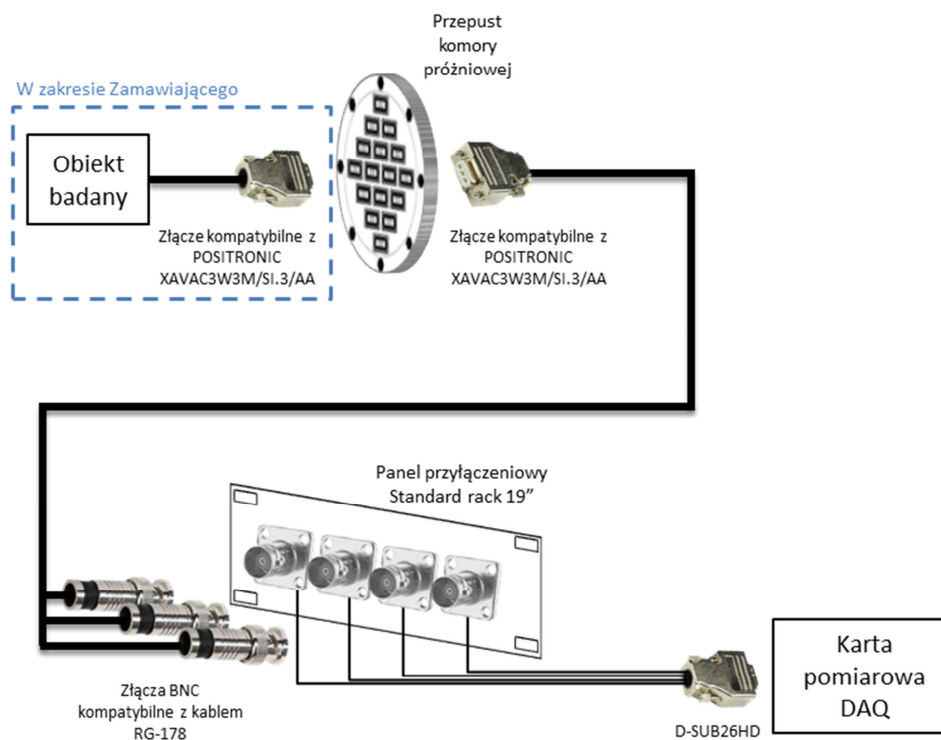 Przepust
komory
próżniowej
W zakresie Zamawiającego
Obiekt
badany
Złącze kompatybilne z
POSITRONIC
XAVAC3W3M/SI.3/AA
Złącze kompatybilne z
POSITRONIC
XAVAC3W3M/SI.3/AA
Panel przyłączeniowy
Standard rack 19”
Złącza BNC
kompatybilne z kablem
RG-178
D-SUB26HD
Karta
pomiarowa
DAQ